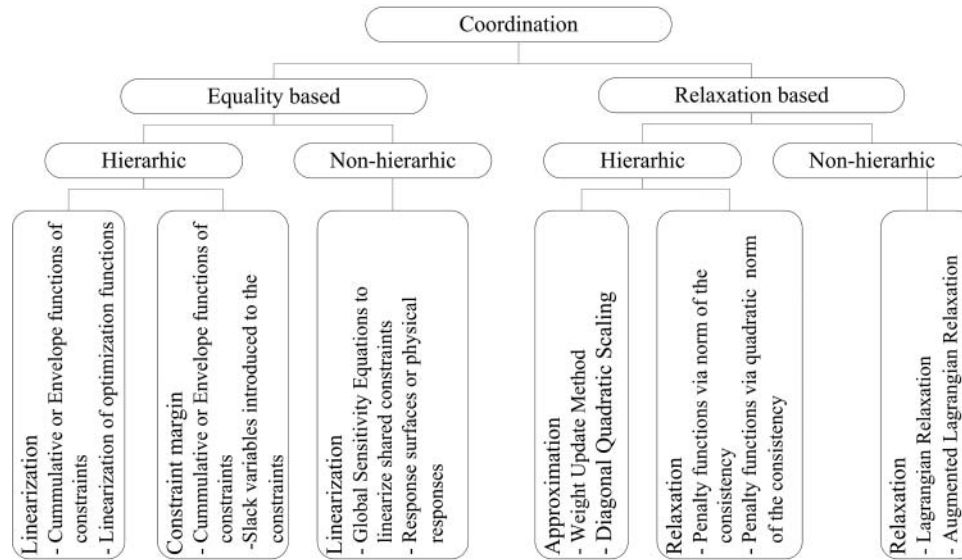 Coordination
Equality based
Relaxation based
Hierarhic
Non-hierarhic
Hierarhic
Non-hierarhic
Linearization
- Cummulative or Envelope functions of
constraints
- Linearization of optimization functions
Constraint margin
- Cummulative or Envelope functions of
constraints
-Slack variables introduced to the
constraints
Linearization
- Global Sensitivity Equations to
linearize shared constraints
- Response surfaces or physical
responses
Approximation
- Weight Update Method
- Diagonal Quadratic Scaling
Relaxation
- Penalty functions via norm of the
consistency
- Penalty functions via quadratic norm
of the consistency
Relaxation
- Lagrangian Relaxation
- Augmented Lagrangian Relaxation